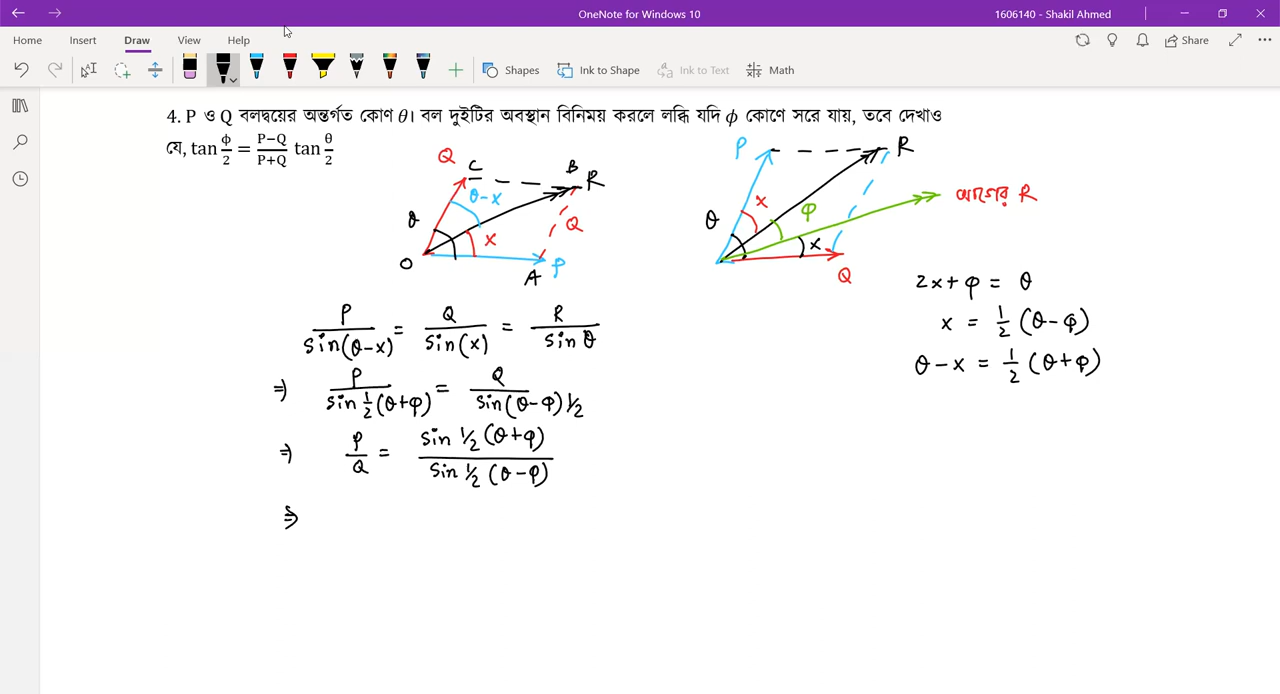 OneNote for Windows 10
1606140 - Shakil Ahmed
Home Insert Draw View Help
Share
Shapes Ink to Shape Ink to Text Math
4. P ও Q বলদ্বয়ের অন্তর্গত কোণ θ। বল দুইটির অবস্থান বিনিময় করলে লব্ধি যদি ϕ কোণে সরে যায়, তবে দেখাও
যে, tan ϕ/2 = P−Q/P+Q tan θ/2
Q C B R
θ-x
θ
x Q
O A P
P R
x φ আগের R
θ x
Q
2x+φ = θ
x = 1/2 (θ-φ)
θ-x = 1/2 (θ+φ)
P/sin(θ-x) = Q/sin(x) = R/sin θ
⇒ P/sin 1/2 (θ+φ) = Q/sin(θ-φ)1/2
⇒ P/Q = sin 1/2 (θ+φ)/sin 1/2 (θ-φ)
⇒